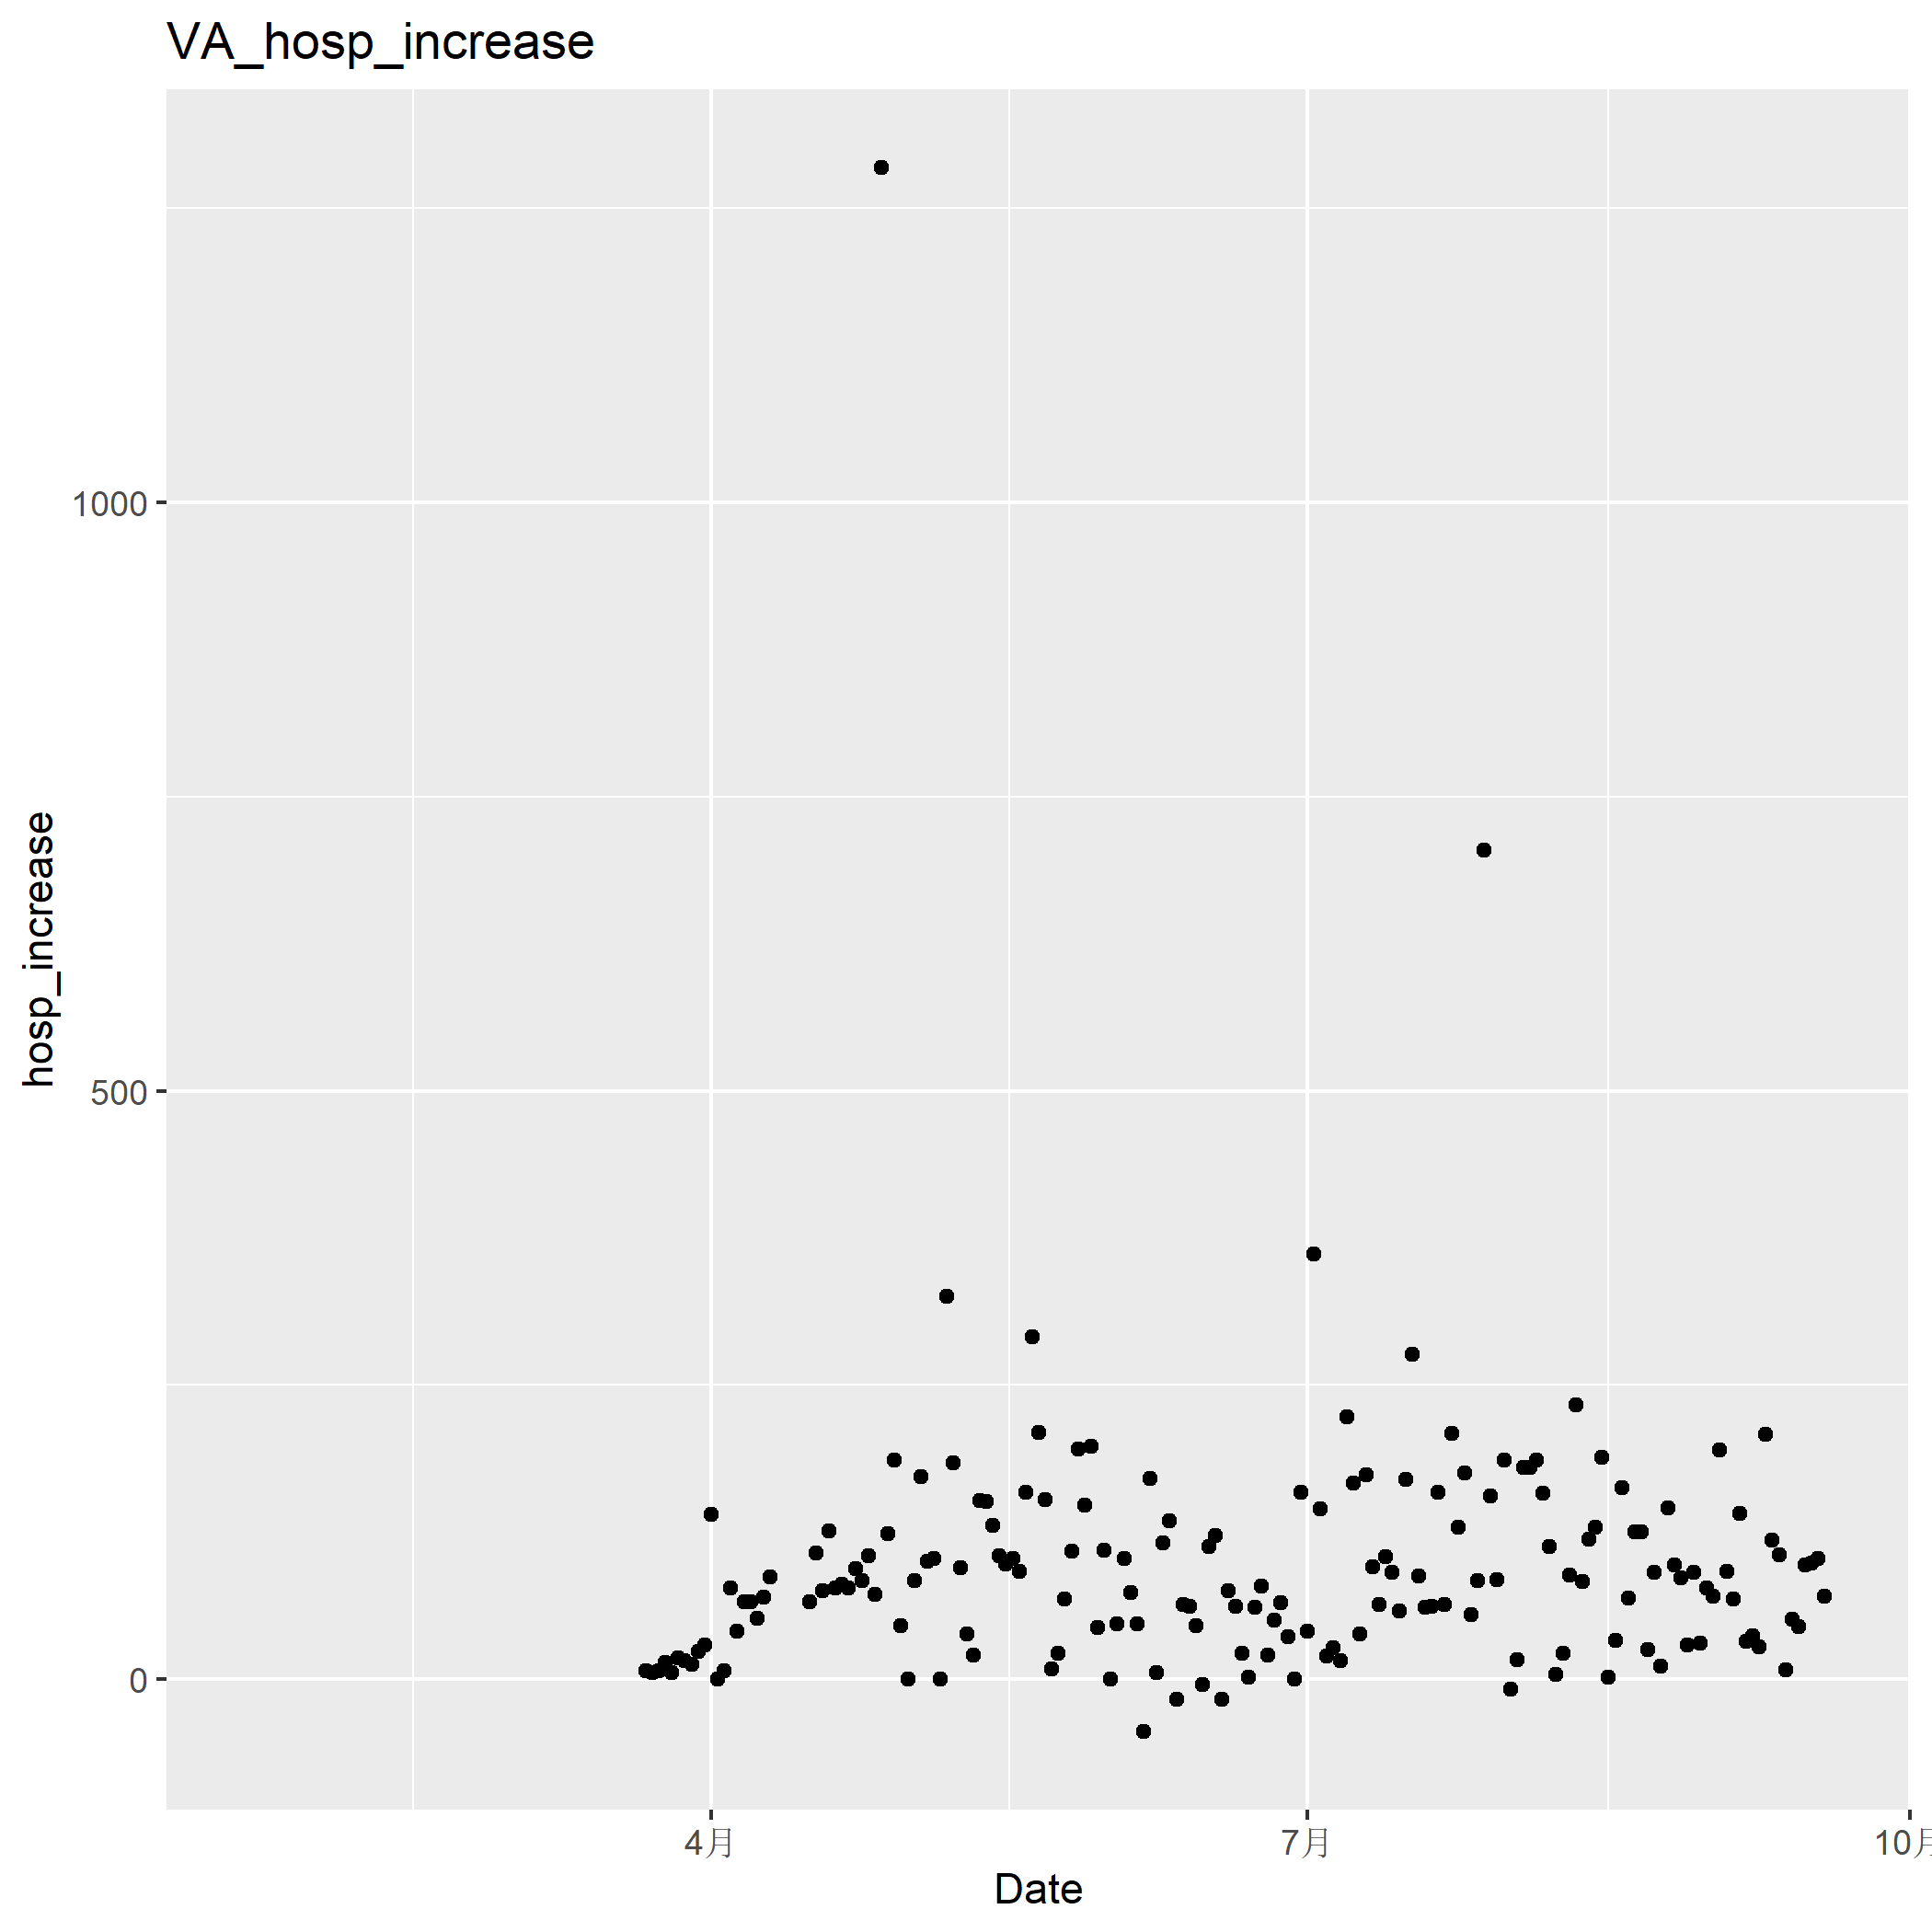 VA_hosp_increase
hosp_increase
1000
500
0
4月
7月
10月
Date